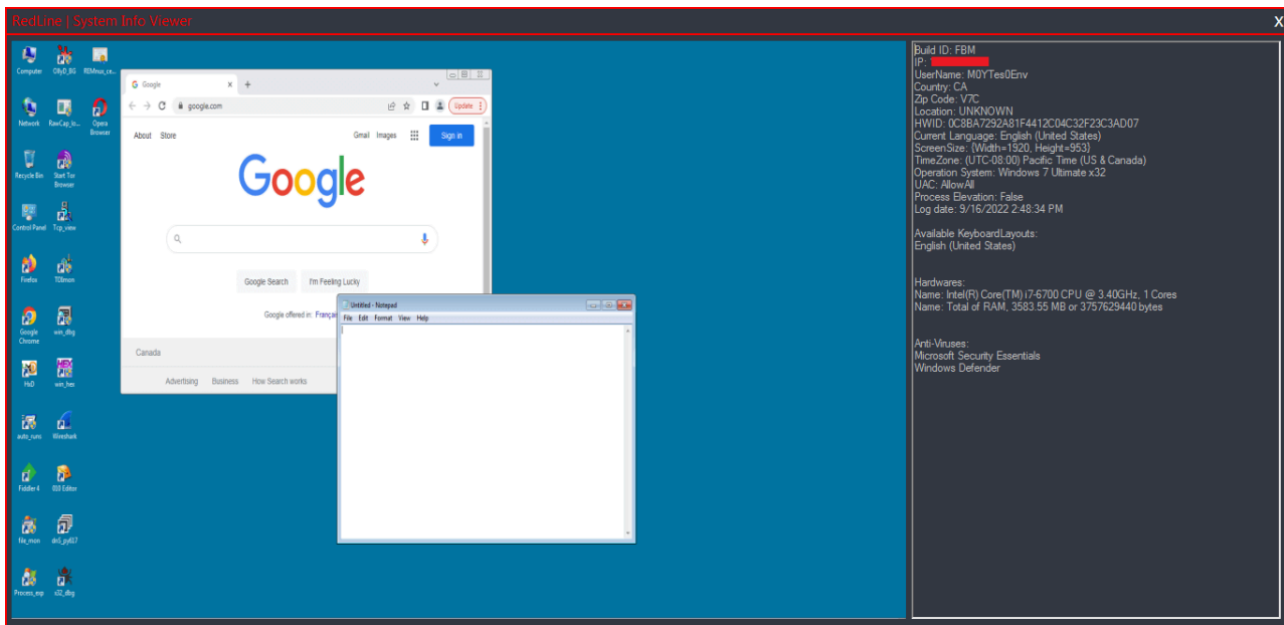 RedLine | System Info Viewer
X
Computer
Network
RawCap_lo...
Opera
Browser
Recycle Bin
Start Tor
Browser
Control Panel
Tcp_view
Firefox
Google
Chrome
win_dbg
HxD
win_hex
auto_runs
Wireshark
Fiddler 4
010 Editor
file_mon
Process_exp
x32_dbg
Google
google.com
Update
About Store
Gmail Images
Sign in
Google
Google Search I'm Feeling Lucky
Google offered in: França
Canada
Advertising Business How Search works
Untitled - Notepad
File Edit Format View Help
Build ID: FBM
IP:
UserName: M0YTes0Env
Country: CA
Zip Code: V7C
Location: UNKNOWN
HWID: 0C8BA7292A81F4412C04C32F23C3AD07
Current Language: English (United States)
ScreenSize: {Width=1920, Height=953}
TimeZone: (UTC-08:00) Pacific Time (US & Canada)
Operation System: Windows 7 Ultimate x32
UAC: AllowAll
Process Elevation: False
Log date: 9/16/2022 2:48:34 PM
Available KeyboardLayouts:
English (United States)
Hardwares:
Name: Intel(R) Core(TM) i7-6700 CPU @ 3.40GHz, 1 Cores
Name: Total of RAM, 3583.55 MB or 3757629440 bytes
Anti-Viruses:
Microsoft Security Essentials
Windows Defender